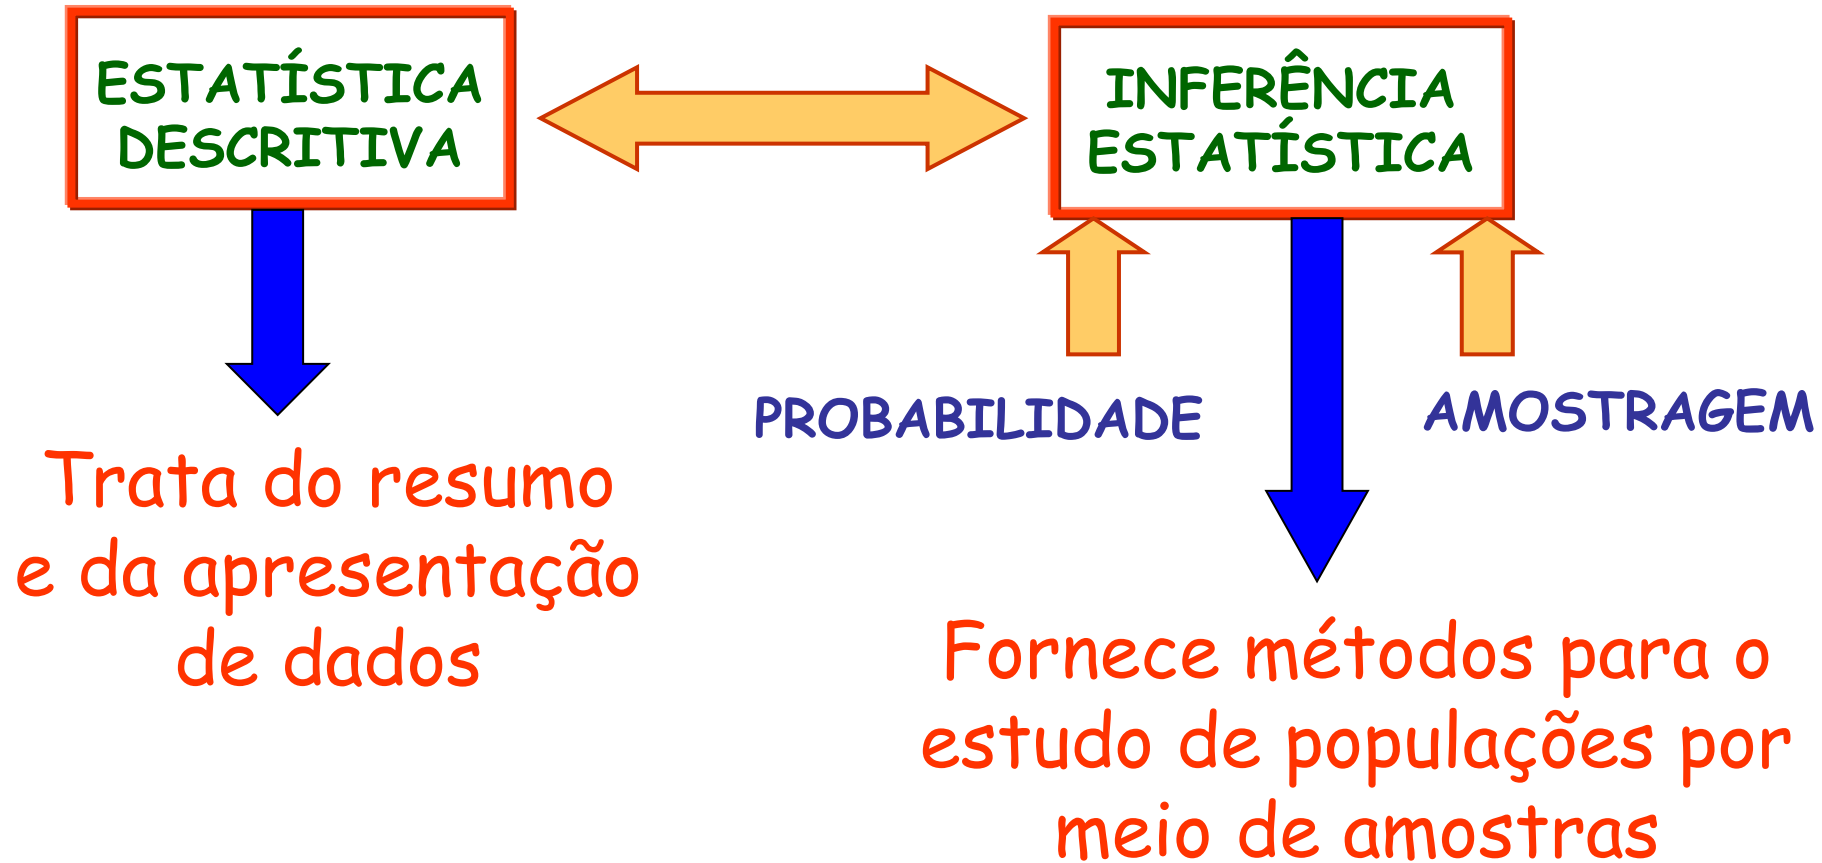 ESTATÍSTICA
DESCRITIVA
INFERÊNCIA
ESTATÍSTICA
PROBABILIDADE
AMOSTRAGEM
Trata do resumo
e da apresentação
de dados
Fornece métodos para o
estudo de populações por
meio de amostras